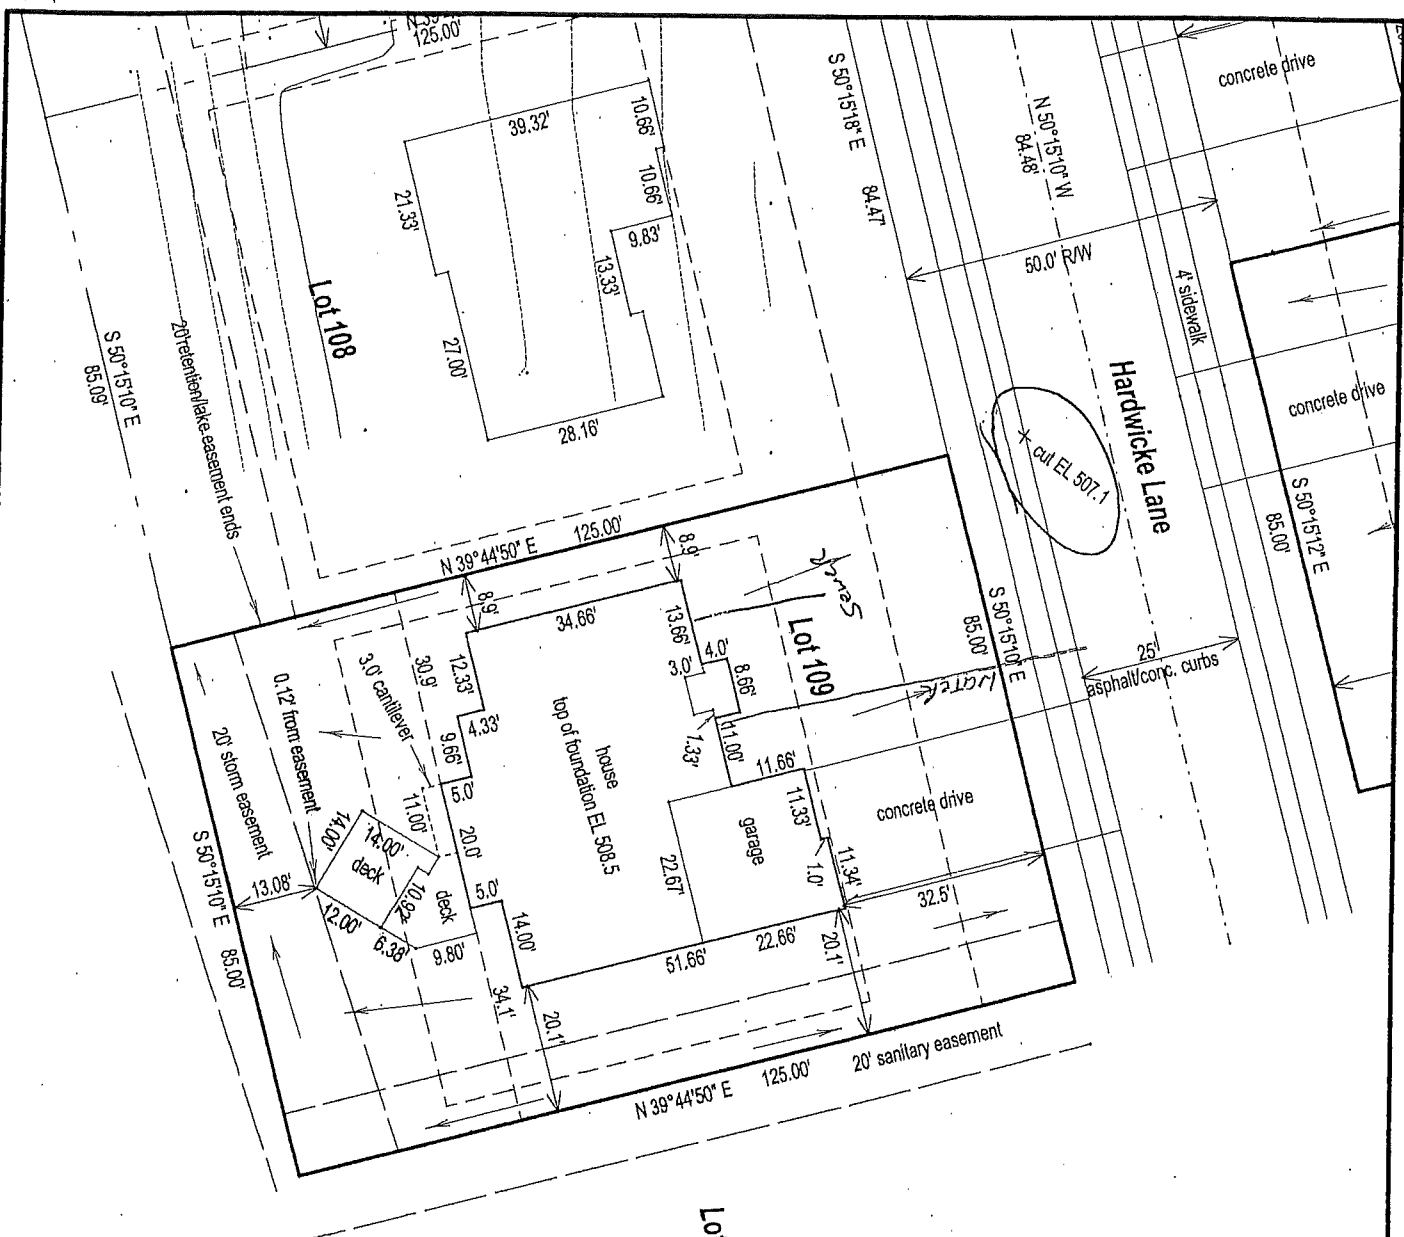 125.00'
39.32'
10.66'
10.66'
9.83'
13.33'
21.33'
27.00'
28.16'
Lot 108
S 50°15'18" E
84.47'
N 50°15'10" W
84.48'
50.0' R/W
concrete drive
4' sidewalk
concrete drive
Hardwicke Lane
cut EL 507.1
S 50°15'12" E
85.00'
S 50°15'10" E
85.09'
20' retention/lake easement ends
N 39°44'50" E
125.00'
8.9'
8.9'
34.66'
13.66'
4.0'
3.0'
8.66'
1.33'
11.00'
11.66'
11.33'
1.0'
11.34'
Sewer
Lot 109
Water
S 50°15'10" E
85.00'
25'
asphalt/conc. curbs
concrete drive
32.5'
garage
22.67'
22.66'
51.66'
20.1'
house
top of foundation EL 508.5
12.33'
4.33'
9.66'
5.0'
30.9'
3.0' cantilever
11.00'
20.0'
5.0'
14.00'
0.12' from easement
20' storm easement
14.00'
14.00'
deck
deck
10.92'
12.00'
6.38'
9.80'
13.08'
34.1'
20.1'
S 50°15'10" E
85.00'
N 39°44'50" E
125.00'
20' sanitary easement
Lo